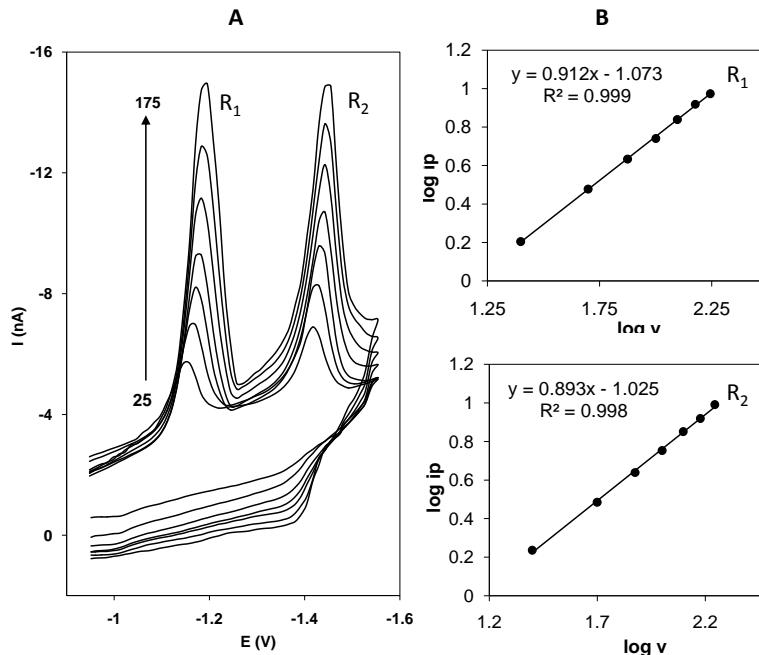 A
-16
-12
-8
-4
0
I (nA)
175
25
R1
R2
-1
-1.2
-1.4
-1.6
E (V)
B
1.2
1
0.8
0.6
0.4
0.2
0
log ip
y = 0.912x - 1.073
R² = 0.999
R1
1.25
1.75
2.25
log v
1.2
1
0.8
0.6
0.4
0.2
0
log ip
y = 0.893x - 1.025
R² = 0.998
R2
1.2
1.7
2.2
log v